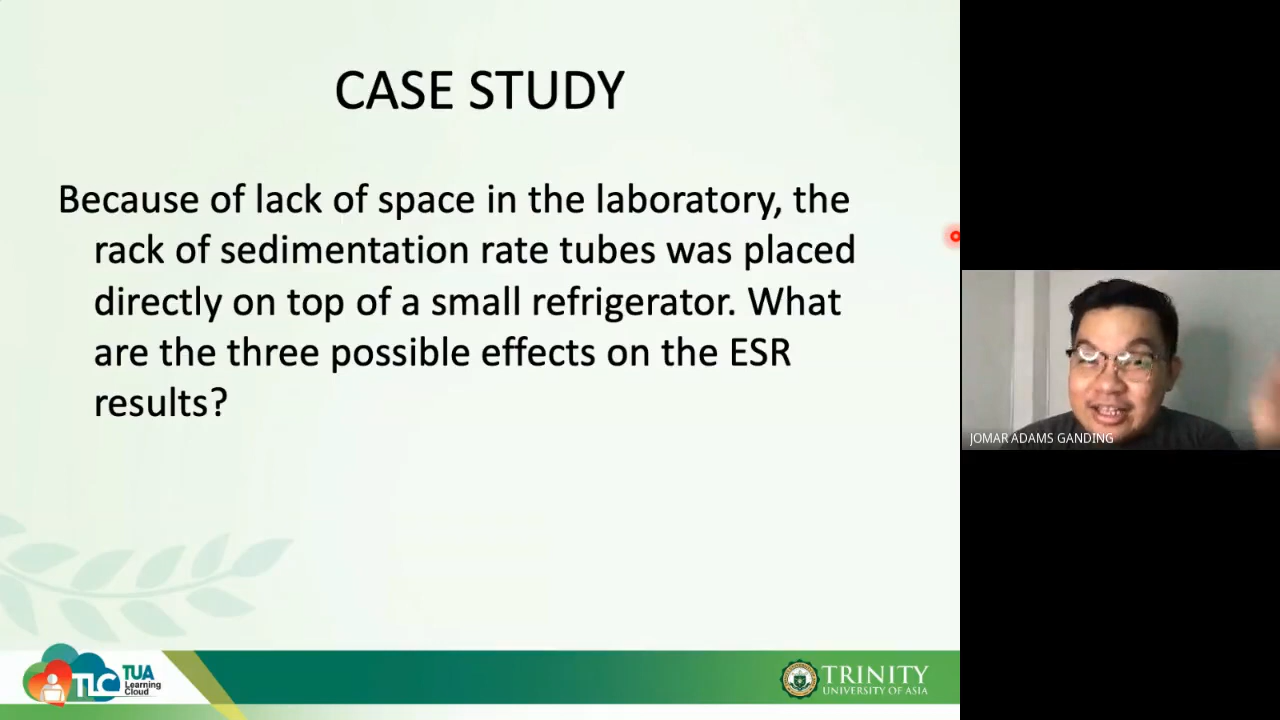 CASE STUDY
Because of lack of space in the laboratory, the
rack of sedimentation rate tubes was placed
directly on top of a small refrigerator. What
are the three possible effects on the ESR
results?
JOMAR ADAMS GANDING
TLC
TUA
Learning
Cloud
TRINITY
UNIVERSITY OF ASIA